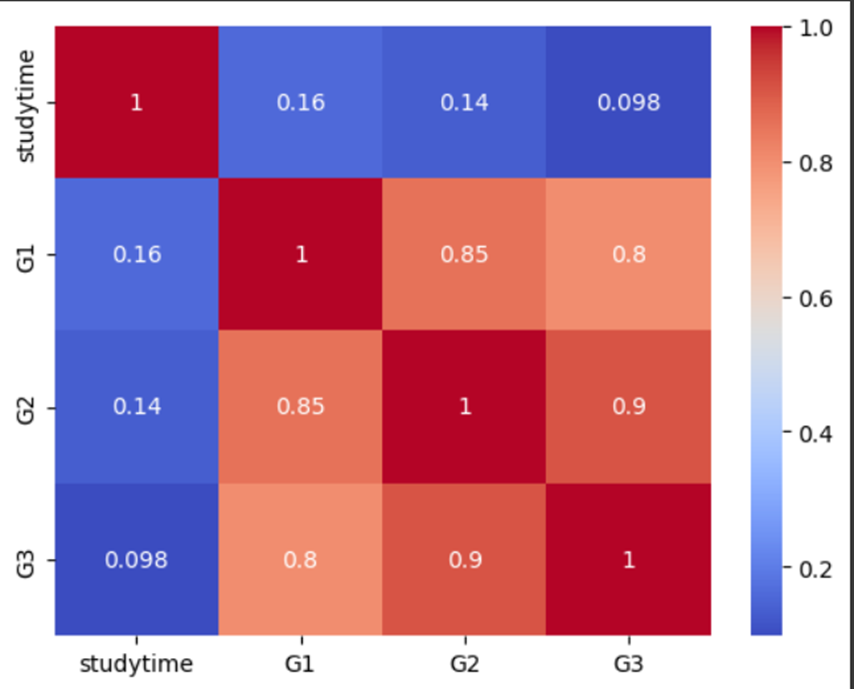 studytime 1 0.16 0.14 0.098
G1 0.16 1 0.85 0.8
G2 0.14 0.85 1 0.9
G3 0.098 0.8 0.9 1
studytime G1 G2 G3
1.0
0.8
0.6
0.4
0.2